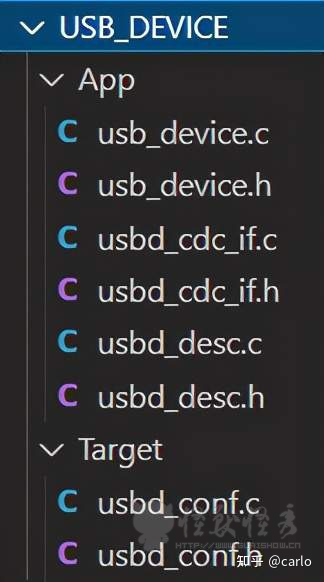 USB_DEVICE
App
C usb_device.c
C usb_device.h
C usbd_cdc_if.c
C usbd_cdc_if.h
C usbd_desc.c
C usbd_desc.h
Target
C usbd_conf.c
C usbd_conf.h
知乎 @carlo